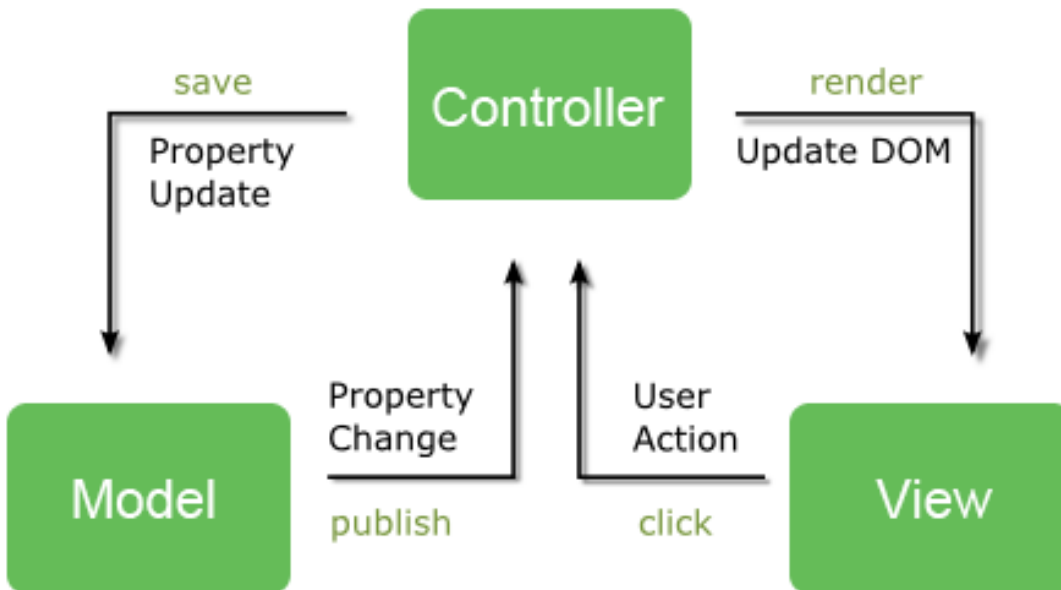 save
Controller
render
Property
Update
Update DOM
Property
Change
User
Action
Model
publish
click
View